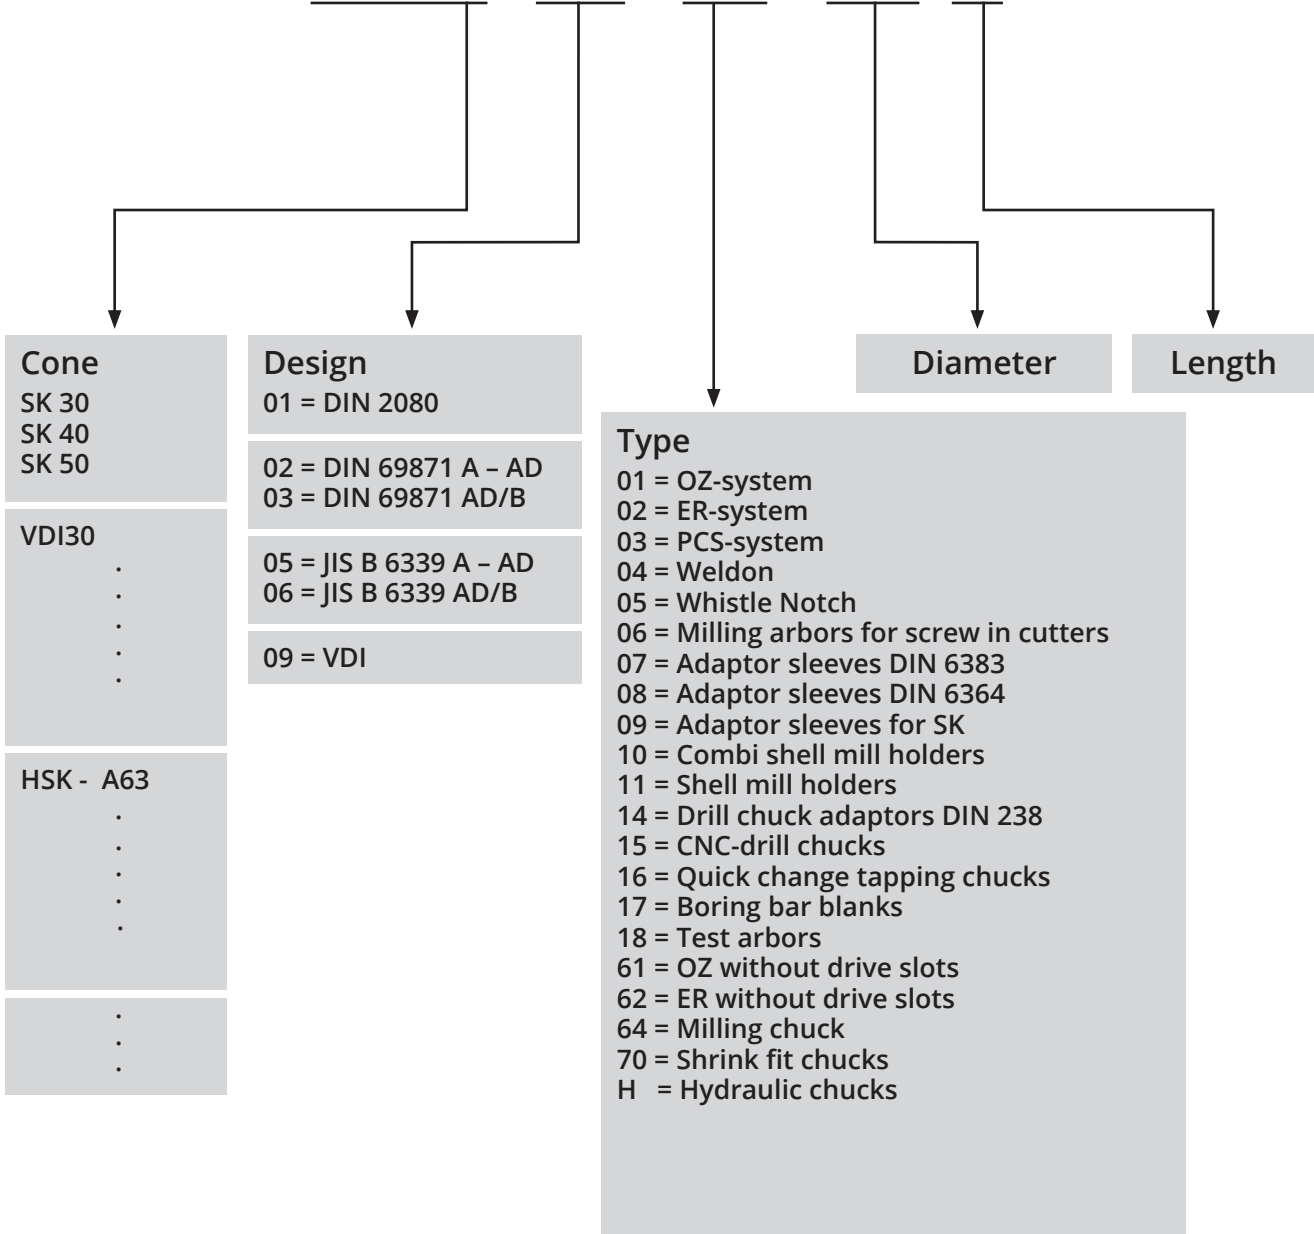 Cone
SK 30
SK 40
SK 50
VDI30
.
.
.
.
.
HSK - A63
.
.
.
.
.
.
.
.
Design
01 = DIN 2080
02 = DIN 69871 A – AD
03 = DIN 69871 AD/B
05 = JIS B 6339 A – AD
06 = JIS B 6339 AD/B
09 = VDI
Type
01 = OZ-system
02 = ER-system
03 = PCS-system
04 = Weldon
05 = Whistle Notch
06 = Milling arbors for screw in cutters
07 = Adaptor sleeves DIN 6383
08 = Adaptor sleeves DIN 6364
09 = Adaptor sleeves for SK
10 = Combi shell mill holders
11 = Shell mill holders
14 = Drill chuck adaptors DIN 238
15 = CNC-drill chucks
16 = Quick change tapping chucks
17 = Boring bar blanks
18 = Test arbors
61 = OZ without drive slots
62 = ER without drive slots
64 = Milling chuck
70 = Shrink fit chucks
H = Hydraulic chucks
Diameter
Length